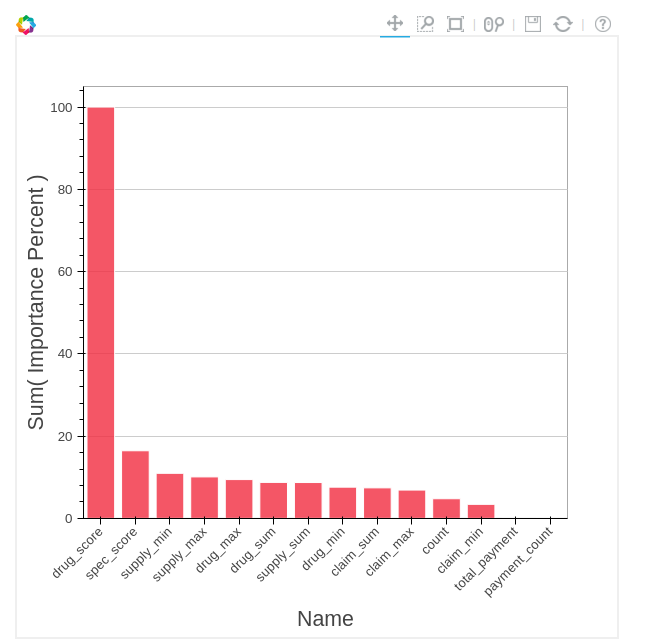 Sum( Importance Percent )
100
80
60
40
20
0
drug_score
spec_score
supply_min
supply_max
drug_max
drug_sum
supply_sum
drug_min
claim_sum
claim_max
count
claim_min
total_payment
payment_count
Name